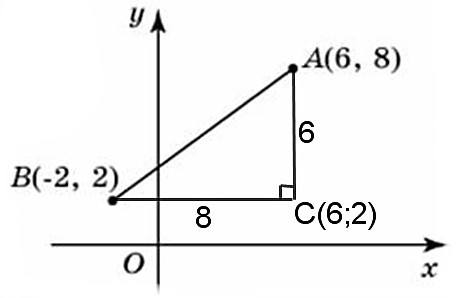 y
A(6, 8)
6
B(-2, 2)
8
C(6;2)
O
x